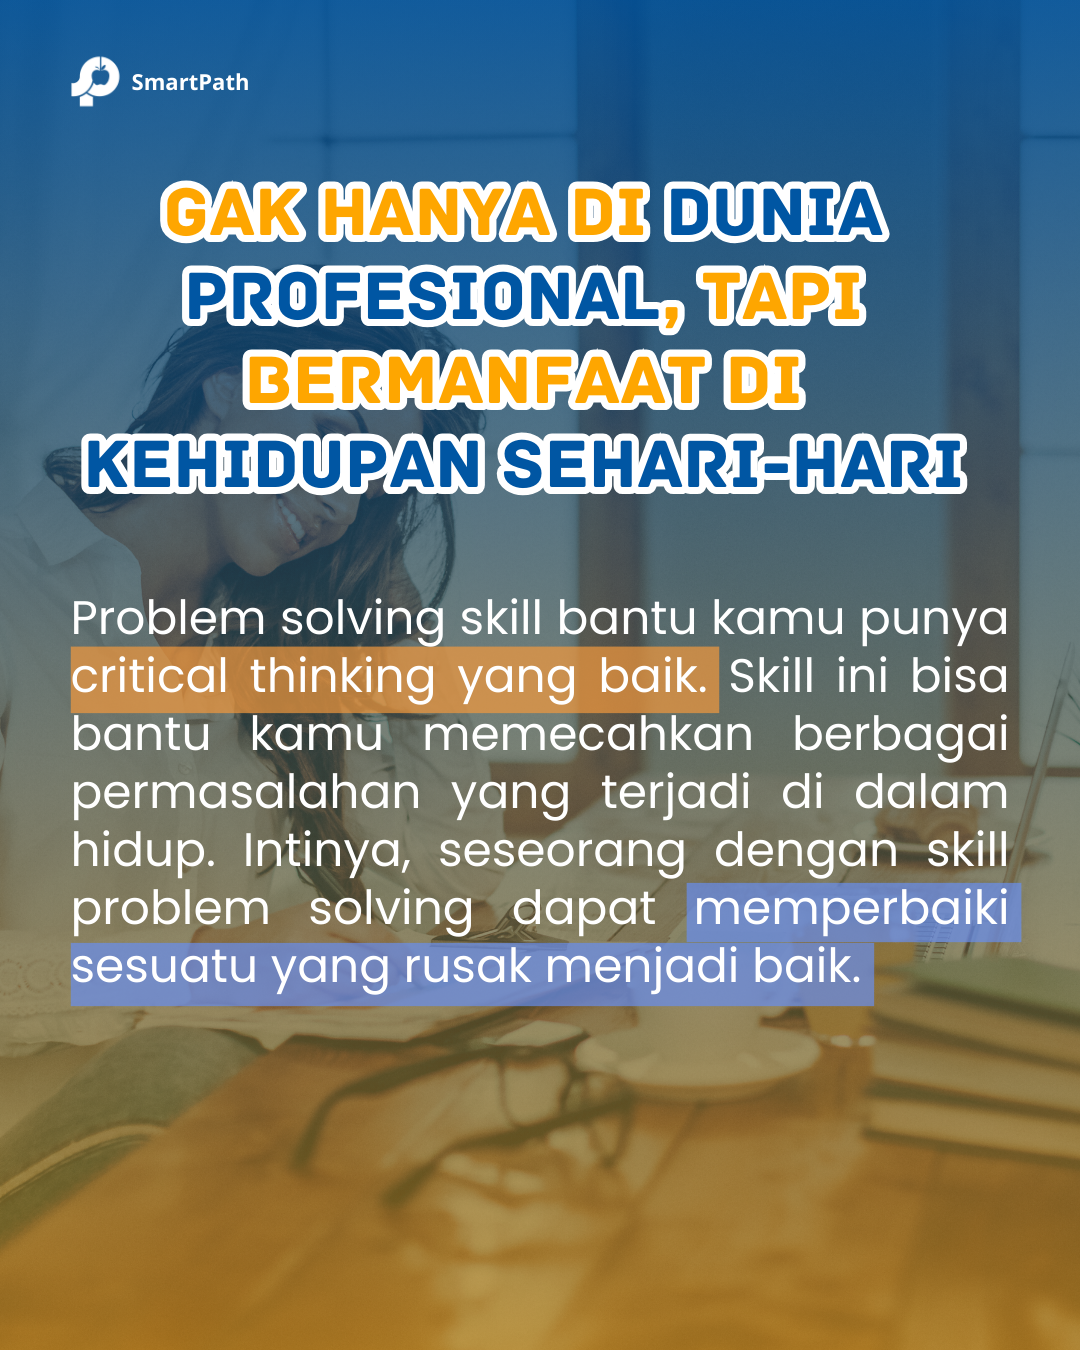 SmartPath
GAK HANYA DI DUNIA
PROFESIONAL, TAPI
BERMANFAAT DI
KEHIDUPAN SEHARI-HARI
Problem solving skill bantu kamu punya
critical thinking yang baik. Skill ini bisa
bantu kamu memecahkan berbagai
permasalahan yang terjadi di dalam
hidup. Intinya, seseorang dengan skill
problem solving dapat memperbaiki
sesuatu yang rusak menjadi baik.